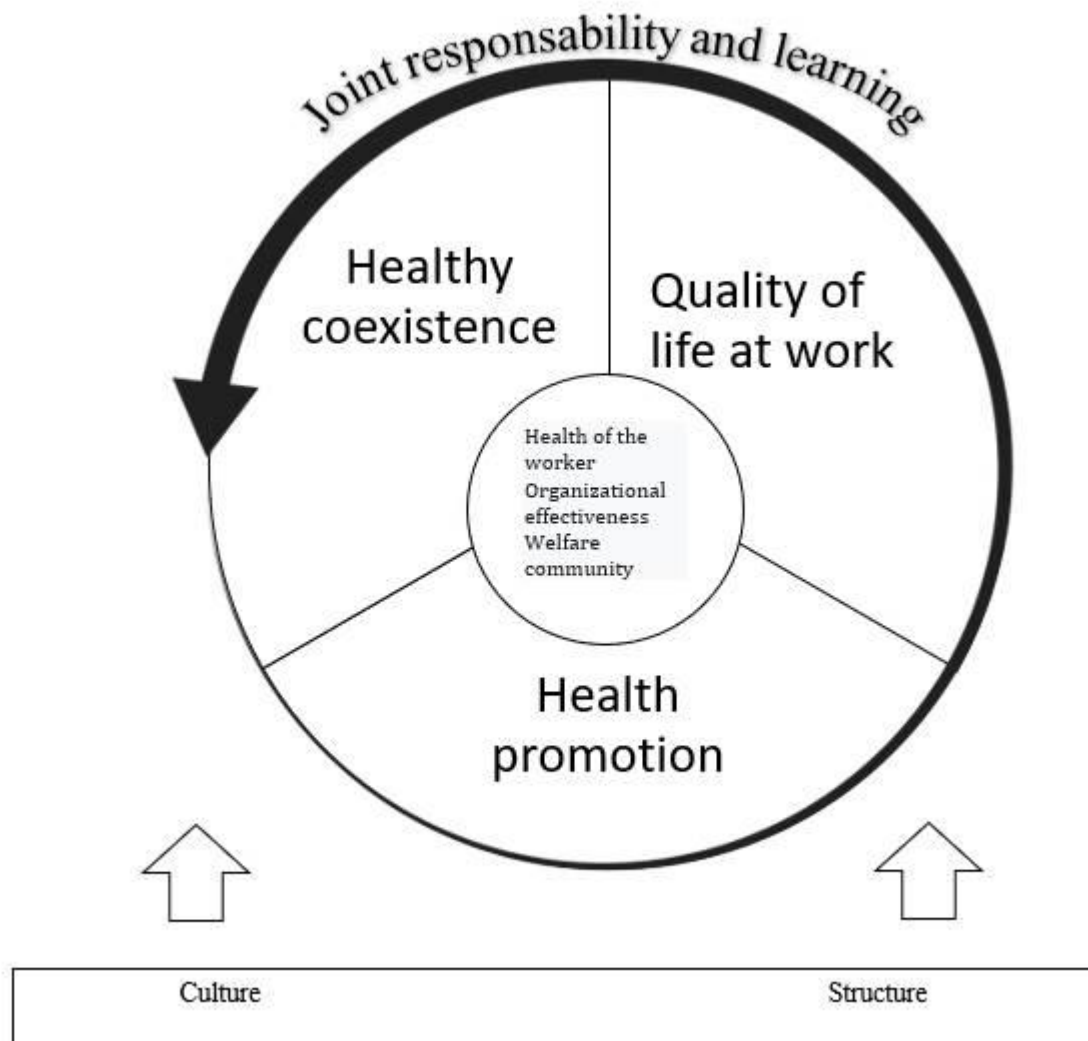 Joint responsability and learning
Healthy
coexistence
Quality of
life at work
Health of the
worker
Organizational
effectiveness
Welfare
community
Health
promotion
Culture
Structure